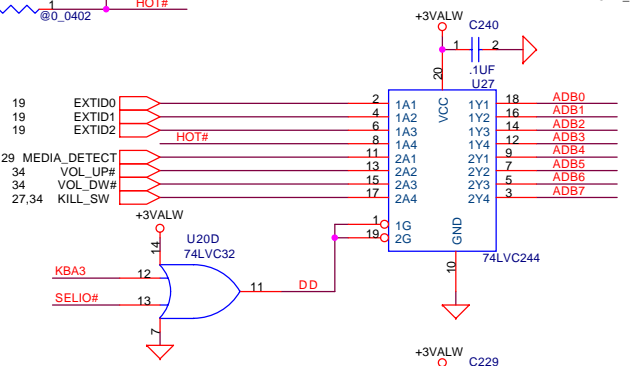 1 HOT#
@0_0402
+3VALW C240
1 2
20 .1UF
U27
19 EXTID0 2 1A1 VCC 1Y1 18 ADB0
19 EXTID1 4 1A2 1Y2 16 ADB1
19 EXTID2 6 1A3 1Y3 14 ADB2
HOT# 8 1A4 1Y4 12 ADB3
29 MEDIA_DETECT 11 2A1 2Y1 9 ADB4
34 VOL_UP# 13 2A2 2Y2 7 ADB5
34 VOL_DW# 15 2A3 2Y3 5 ADB6
27,34 KILL_SW 17 2A4 2Y4 3 ADB7
+3VALW 1 1G
14 U20D 19 2G GND
74LVC32 74LVC244
KBA3 12 10
11 DD
SELIO# 13
7
+3VALW C229